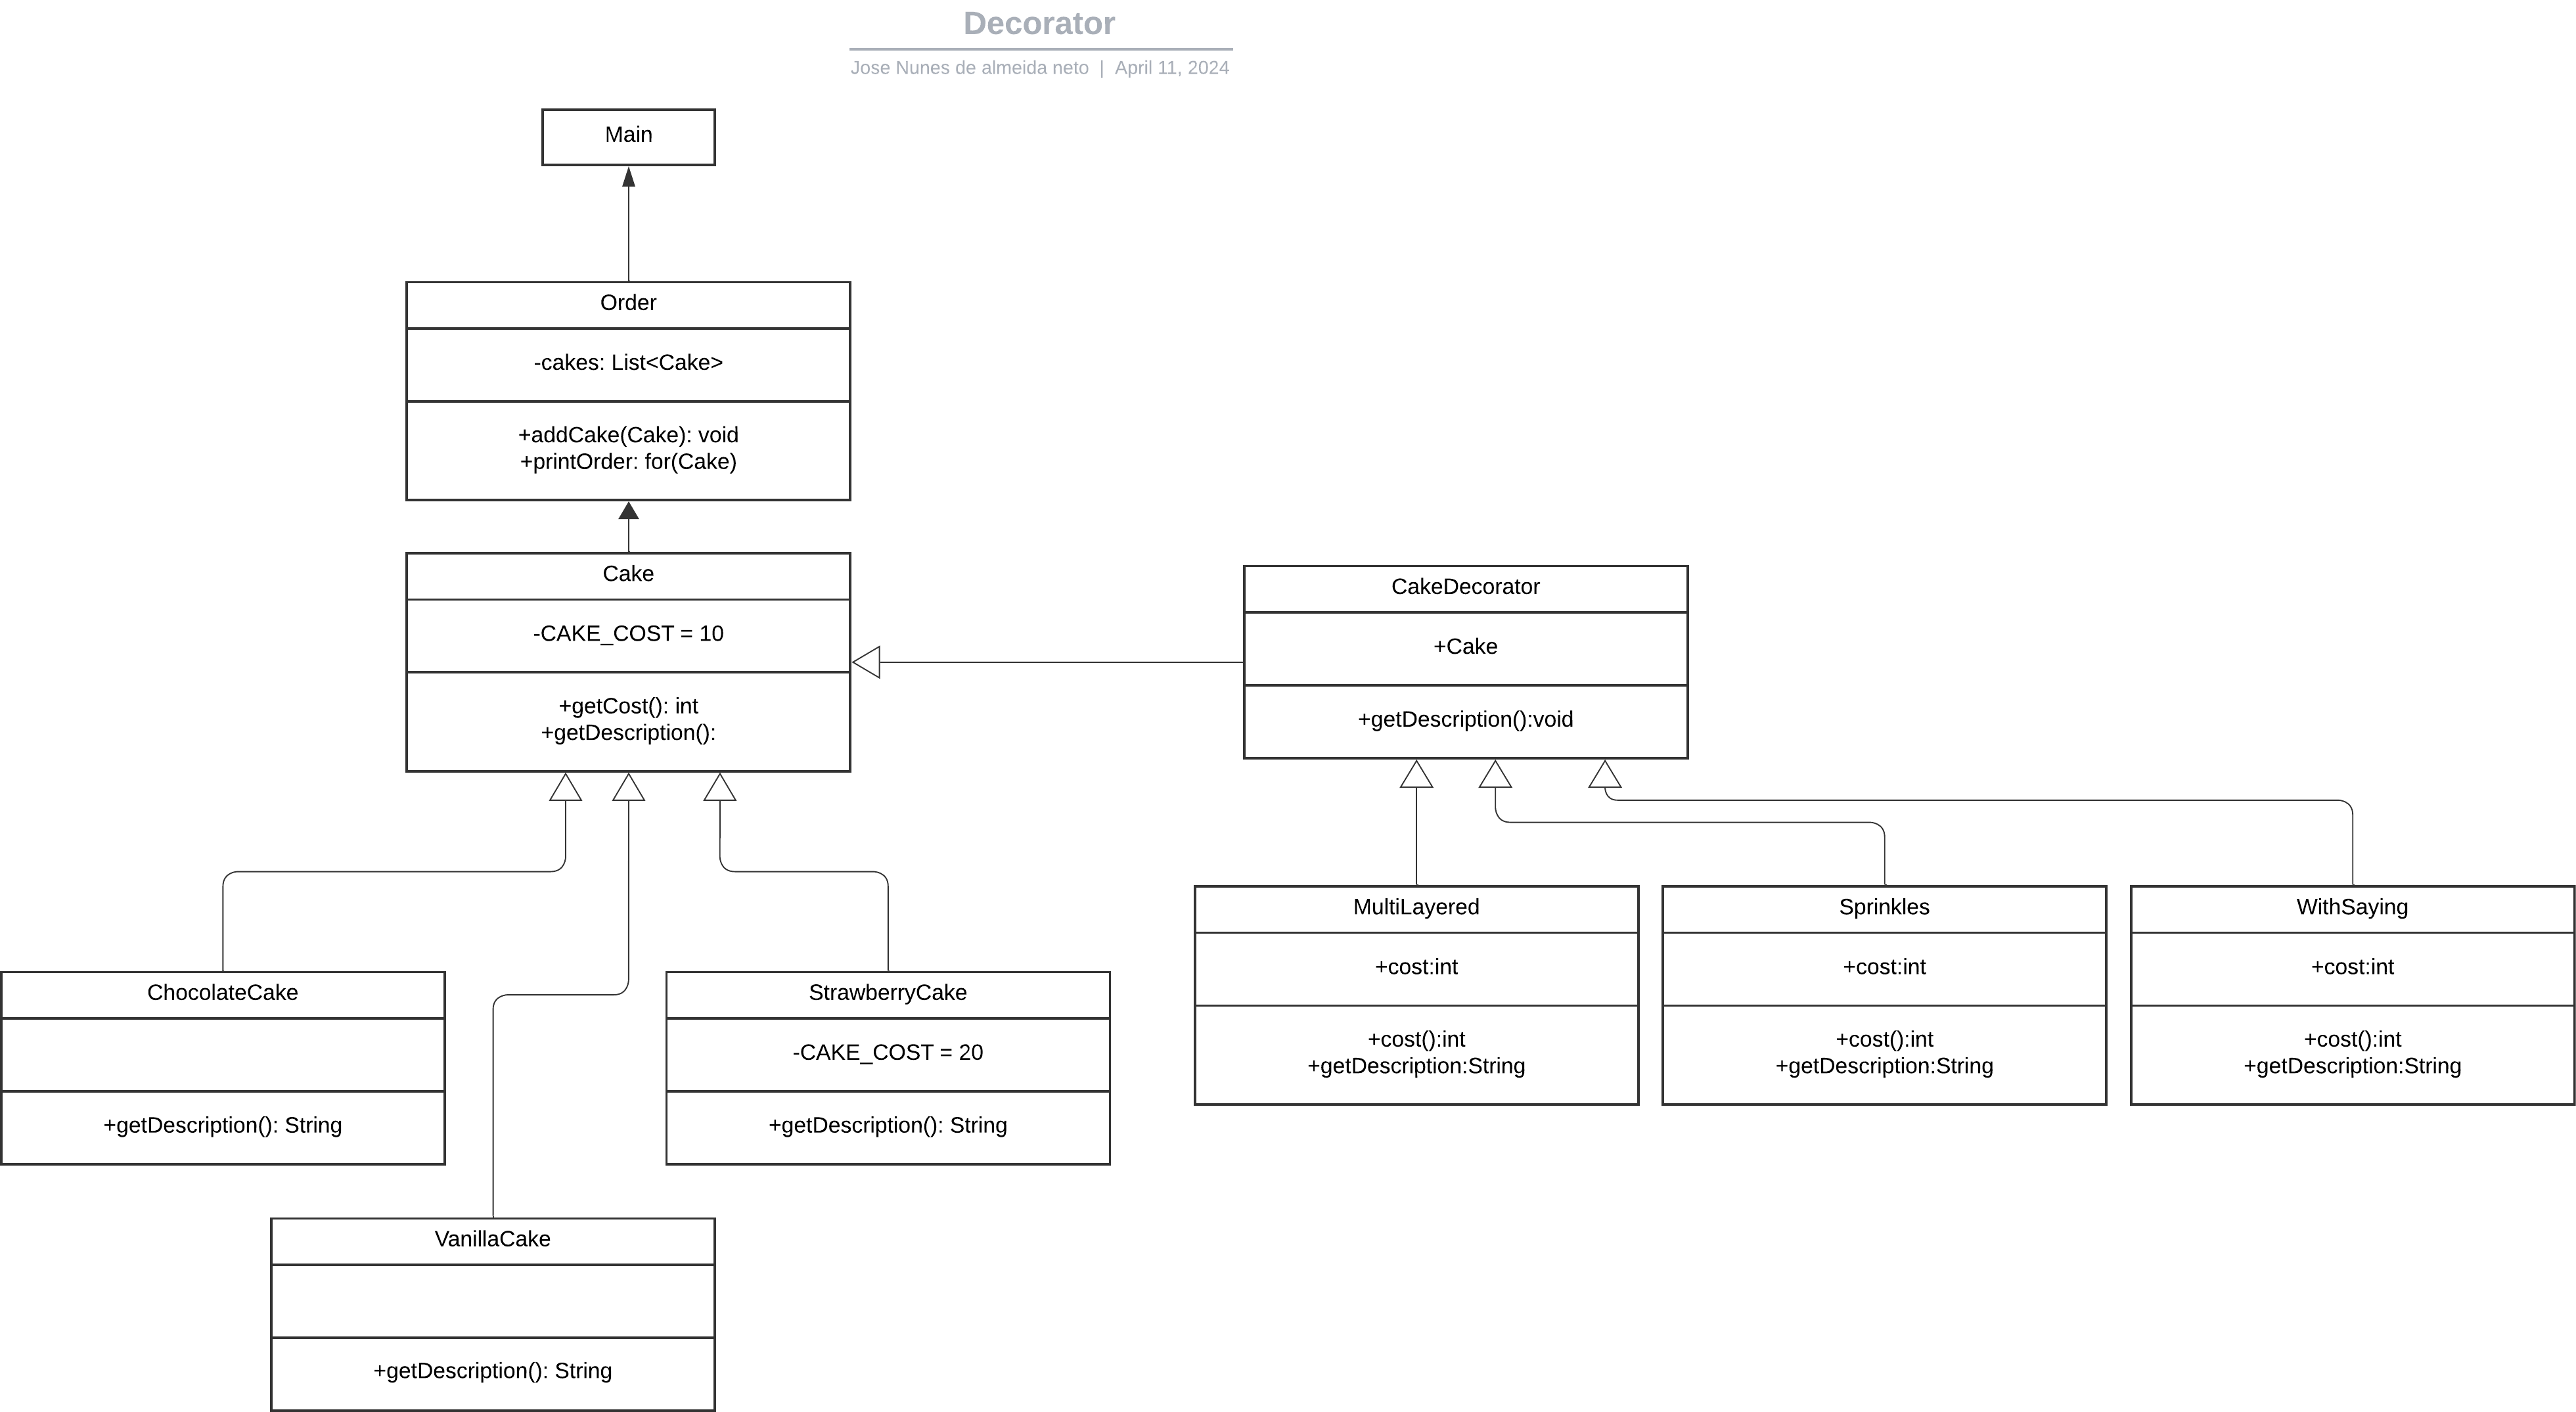 Decorator
Jose Nunes de almeida neto | April 11, 2024
Main
Order
-cakes: List<Cake>
+addCake(Cake): void
+printOrder: for(Cake)
Cake
-CAKE_COST = 10
+getCost(): int
+getDescription():
CakeDecorator
+Cake
+getDescription():void
ChocolateCake
+getDescription(): String
StrawberryCake
-CAKE_COST = 20
+getDescription(): String
VanillaCake
+getDescription(): String
MultiLayered
+cost:int
+cost():int
+getDescription:String
Sprinkles
+cost:int
+cost():int
+getDescription:String
WithSaying
+cost:int
+cost():int
+getDescription:String